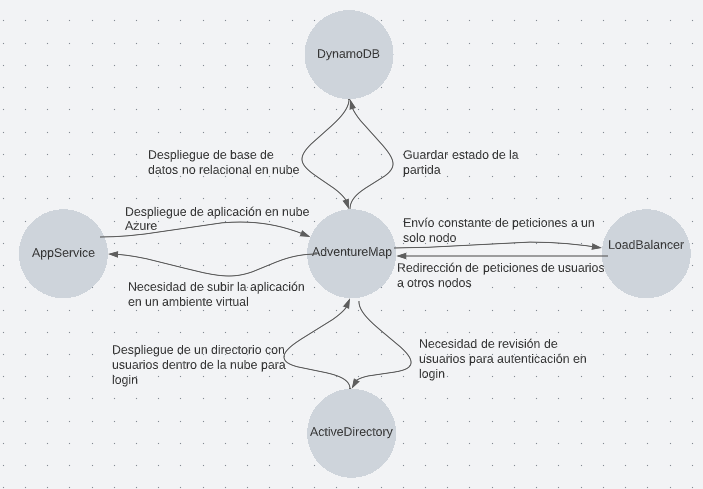 DynamoDB
Despliegue de base de
datos no relacional en nube
Guardar estado de la
partida
Despliegue de aplicación en nube
Azure
AppService
Necesidad de subir la aplicación
en un ambiente virtual
AdventureMap
Envío constante de peticiones a un
solo nodo
LoadBalancer
Redirección de peticiones de usuarios
a otros nodos
Despliegue de un directorio con
usuarios dentro de la nube para
login
Necesidad de revisión de
usuarios para autenticación en
login
ActiveDirectory